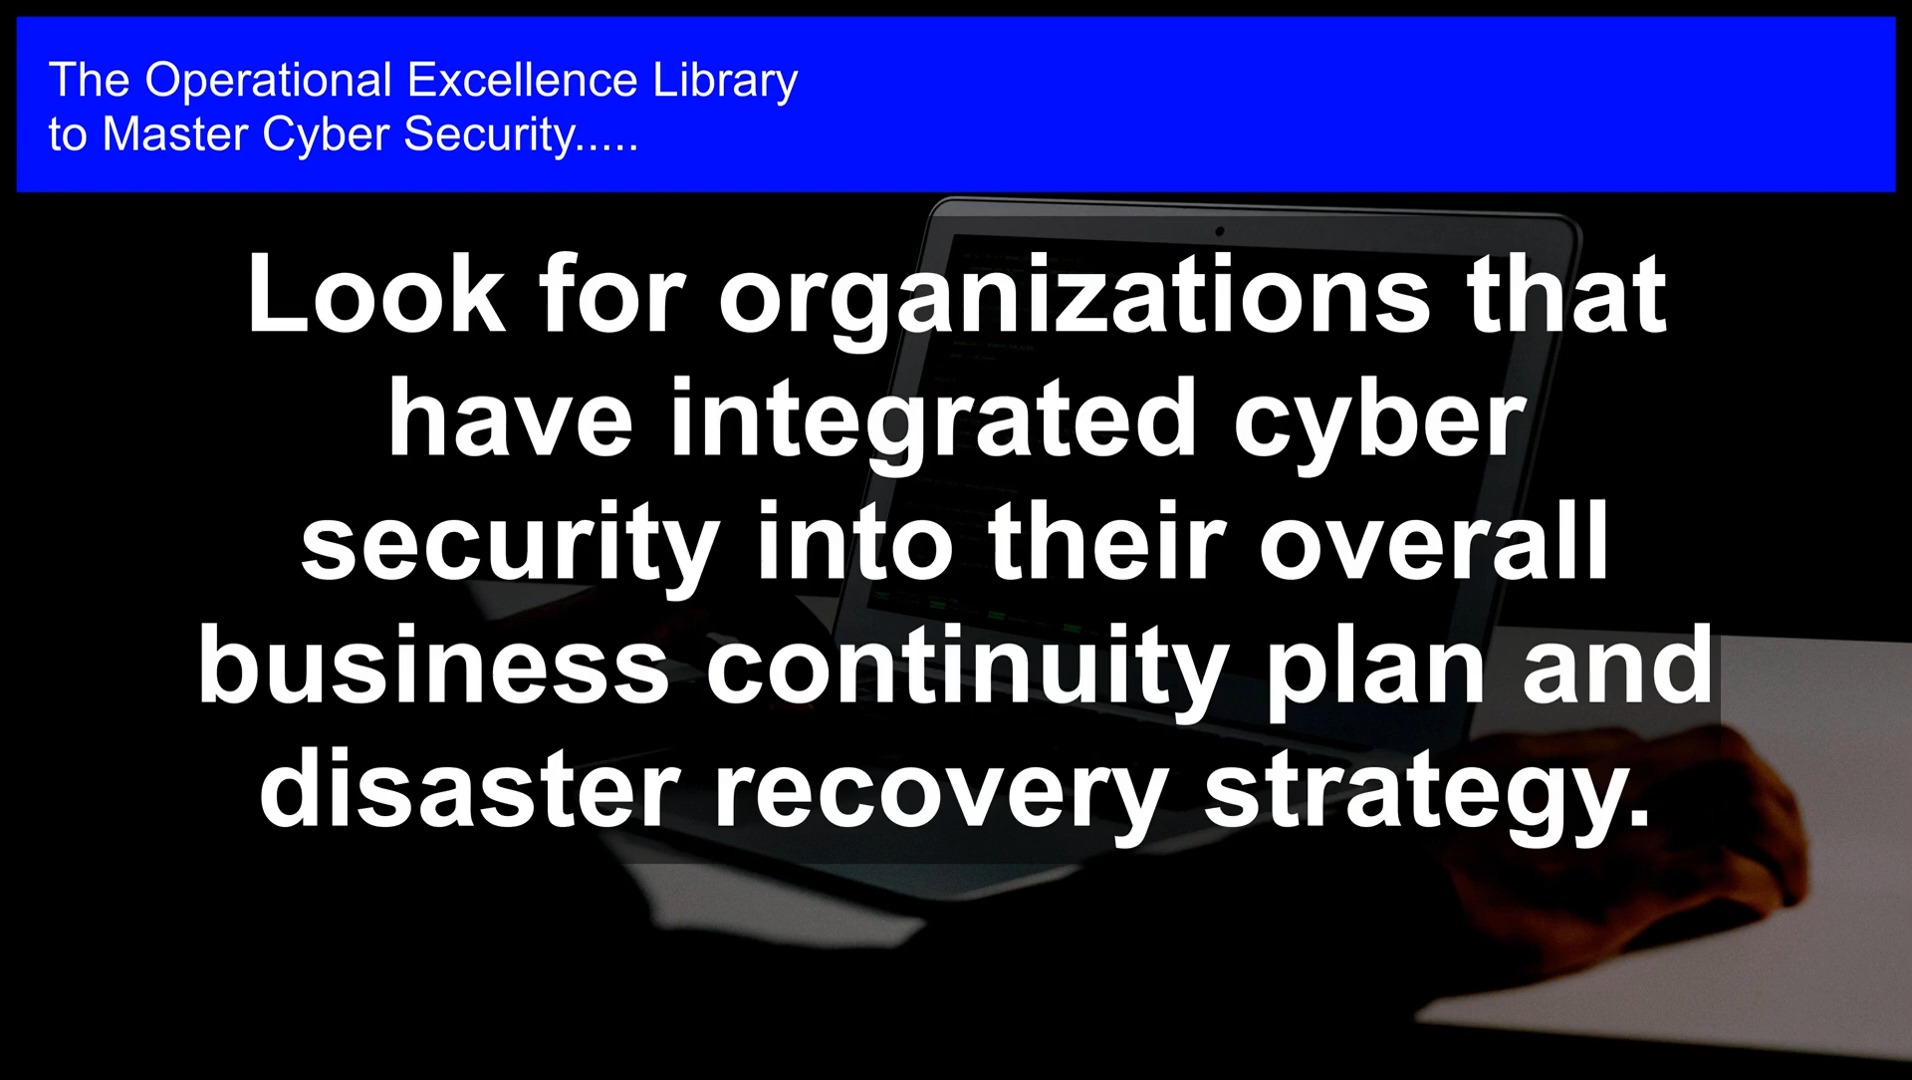 The Operational Excellence Library
to Master Cyber Security.....
Look for organizations that
have integrated cyber
security into their overall
business continuity plan and
disaster recovery strategy.